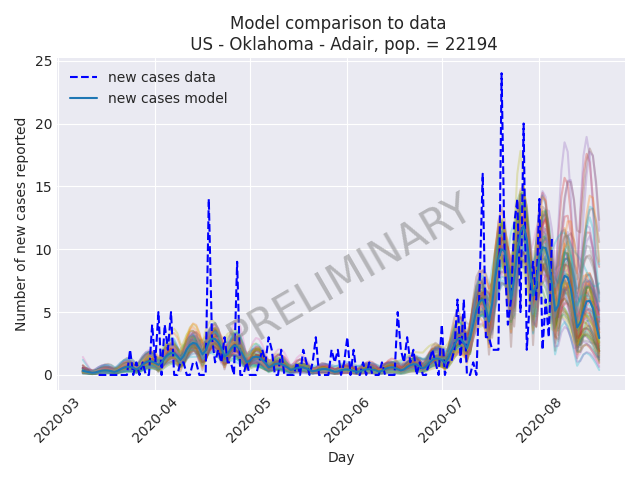 Model comparison to data
US - Oklahoma - Adair, pop. = 22194
new cases data
new cases model
PRELIMINARY
Number of new cases reported
25
20
15
10
5
0
2020-03
2020-04
2020-05
2020-06
2020-07
2020-08
Day